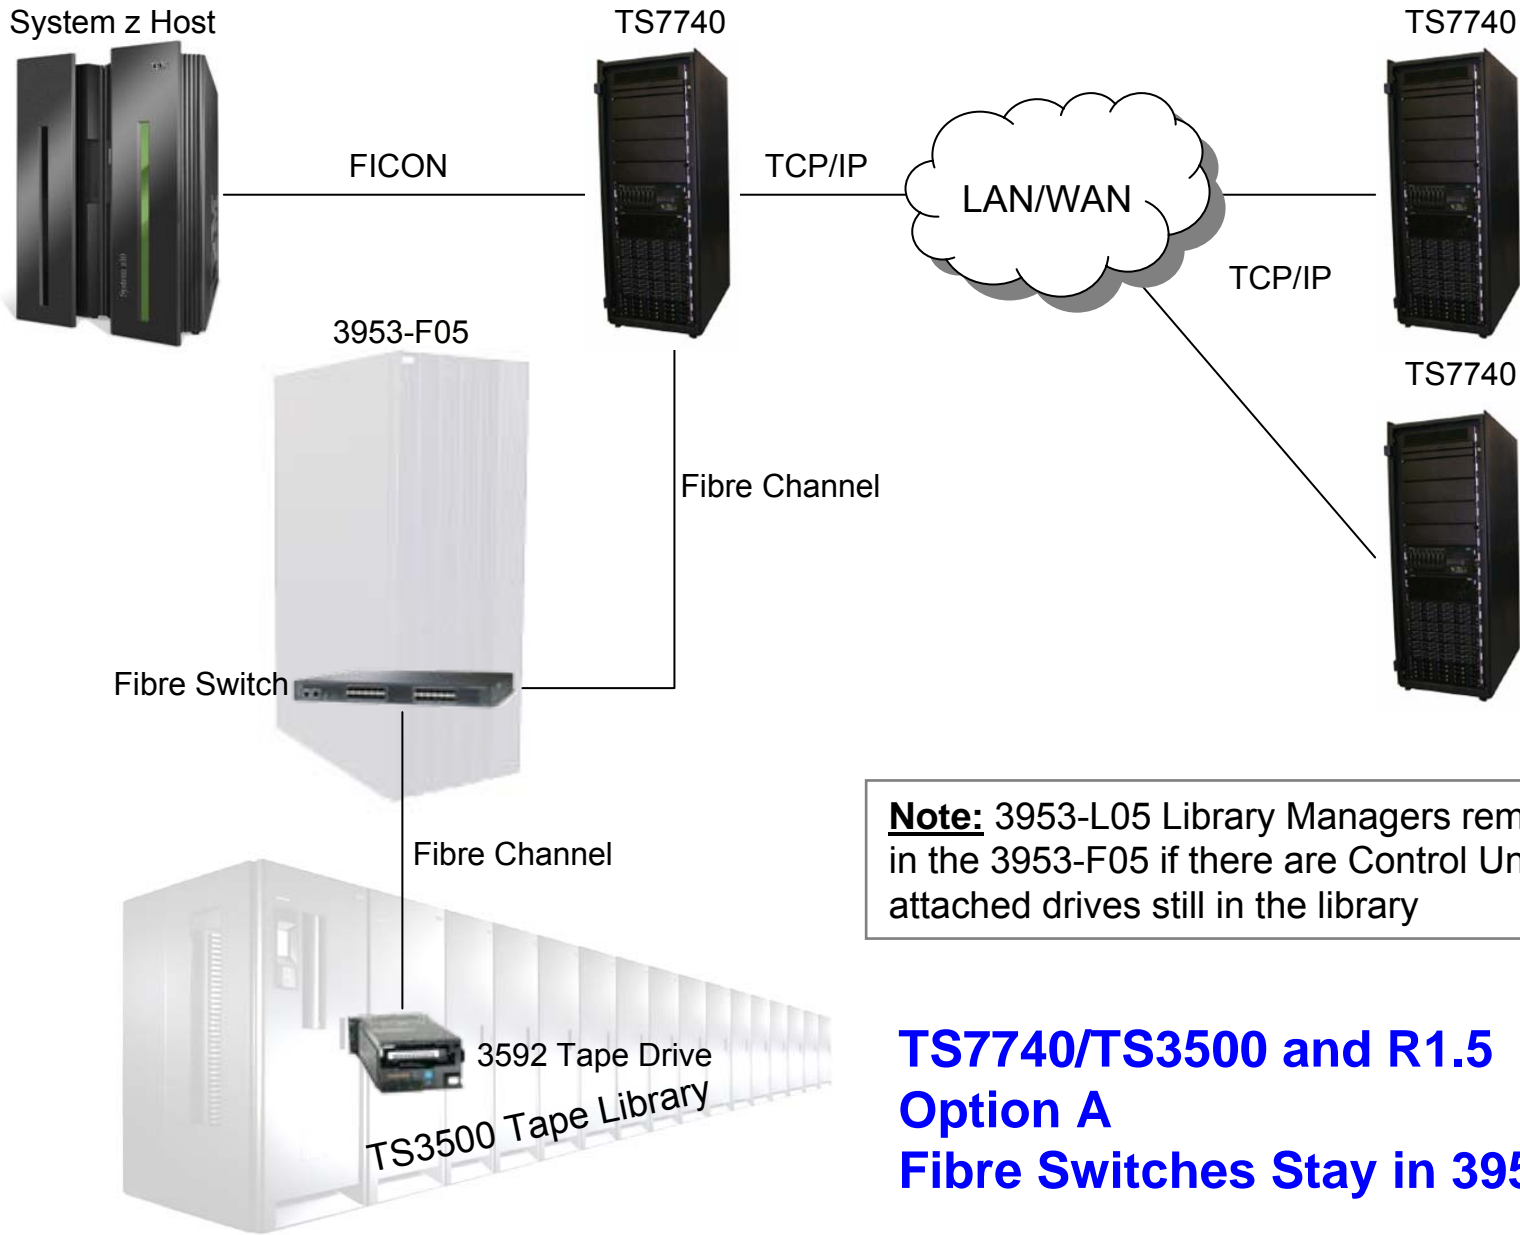 System z Host
TS7740
TS7740
FICON
TCP/IP
LAN/WAN
TCP/IP
System z10
3953-F05
TS7740
Fibre Channel
Fibre Switch
Note: 3953-L05 Library Managers rem
in the 3953-F05 if there are Control Un
attached drives still in the library
Fibre Channel
3592 Tape Drive
TS3500 Tape Library
TS7740/TS3500 and R1.5
Option A
Fibre Switches Stay in 395